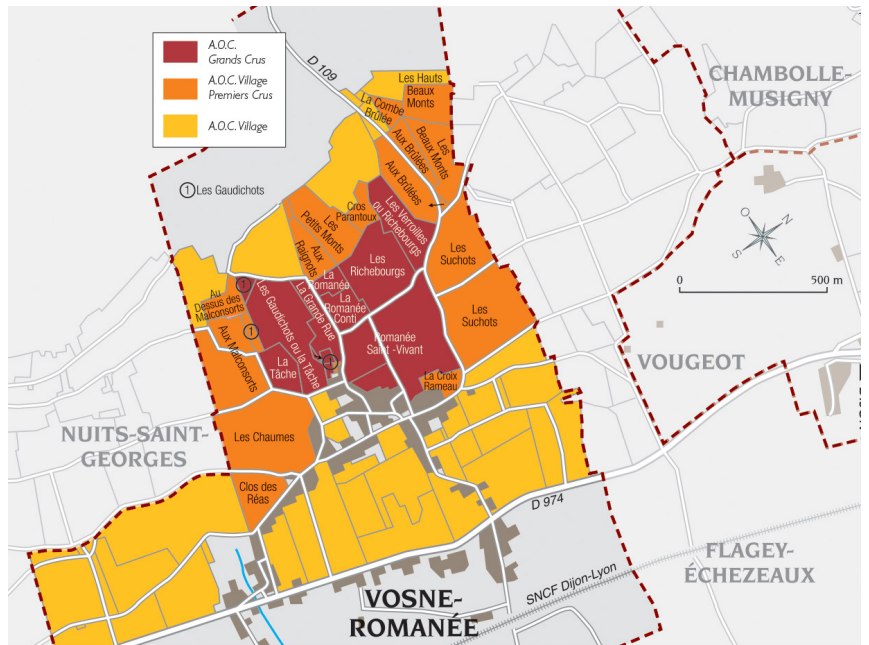 A.O.C.
Grands Crus
A.O.C. Village
Premiers Crus
A.O.C. Village
D 109
Les Hauts
Beaux
Monts
La Combe
Brûlée
Aux Brûlées
Les
Beaux Monts
Aux Brûlées
CHAMBOLLE-
MUSIGNY
1 Les Gaudichots
Cros
Parantoux
Les Verroilles
ou Richebourgs
Les
Petits Monts
Aux
Raignots
Les
Suchots
O
N
S
E
0
500 m
Les
Richebourgs
La
Romanée
La
Romanée
Conti
La Grande Rue
Les Gaudichots ou la Tâche
1
Au
Dessus des
Malconsorts
1
Aux Malconsorts
Les
Suchots
Romanée
Saint -Vivant
La
Tâche
1
La Croix
Rameau
VOUGEOT
NUITS-SAINT-
GEORGES
Les Chaumes
Clos des
Réas
D 974
FLAGEY-
ÉCHEZEAUX
SNCF Dijon-Lyon
VOSNE-
ROMANÉE